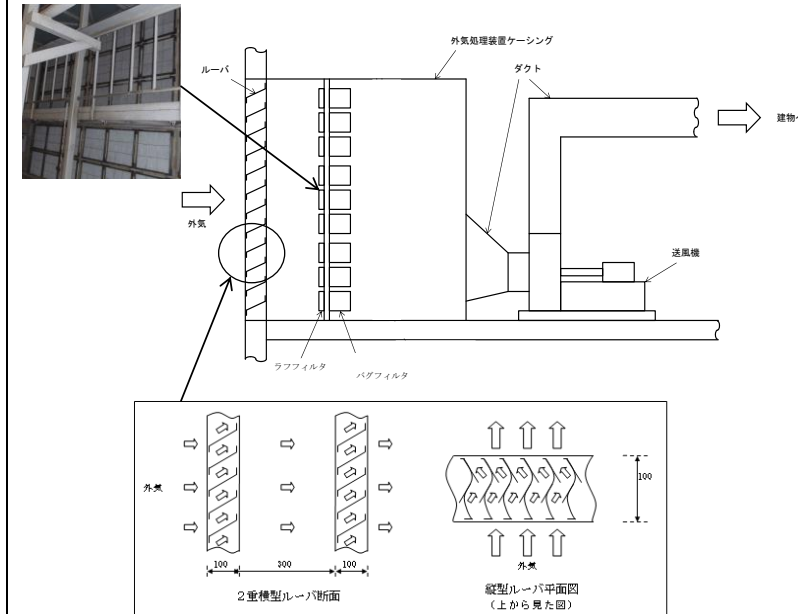 外気処理装置ケーシング
ルーバ
ダクト
建物へ
外気
送風機
ラフフィルタ
バグフィルタ
外気
100
300
100
2重横型ルーバ断面
100
外気
縦型ルーバ平面図
(上から見た図)